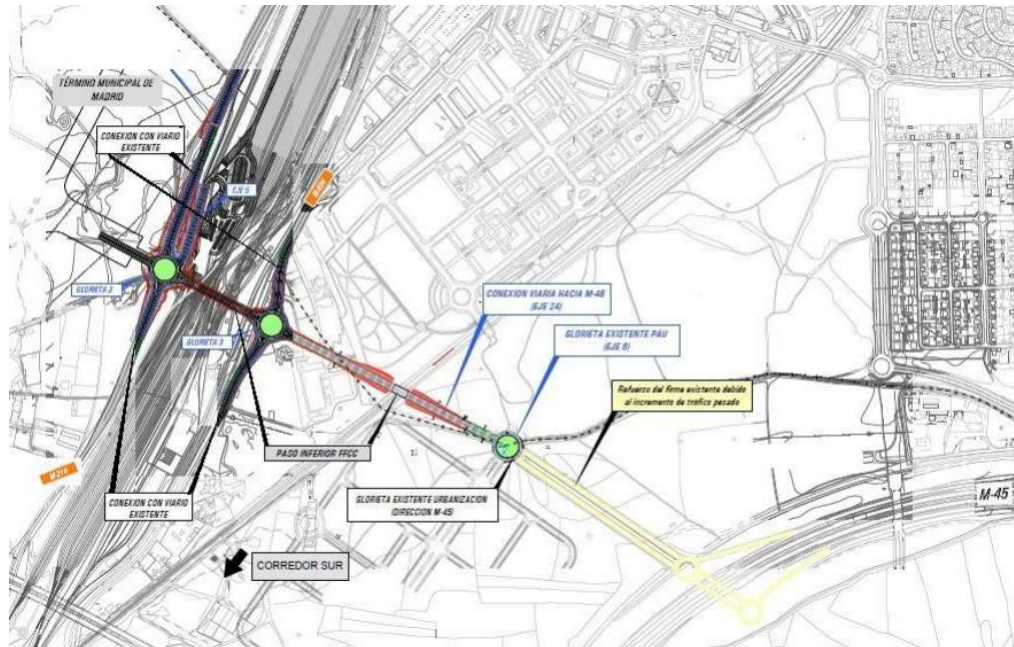 TÉRMINO MUNICIPAL DE
MADRID
CONEXION CON VIARIO
EXISTENTE
EJE 5
GLORIETA 2
GLORIETA 3
CONEXION VIARIA HACIA M-45
(EJE 24)
GLORIETA EXISTENTE PAU
(EJE 8)
Refuerzo del firme existente debido
al incremento de tráfico pesado
PASO INFERIOR FFCC
GLORIETA EXISTENTE URBANIZACION
(DIRECCION M-45)
CONEXION CON VIARIO
EXISTENTE
M-45
CORREDOR SUR